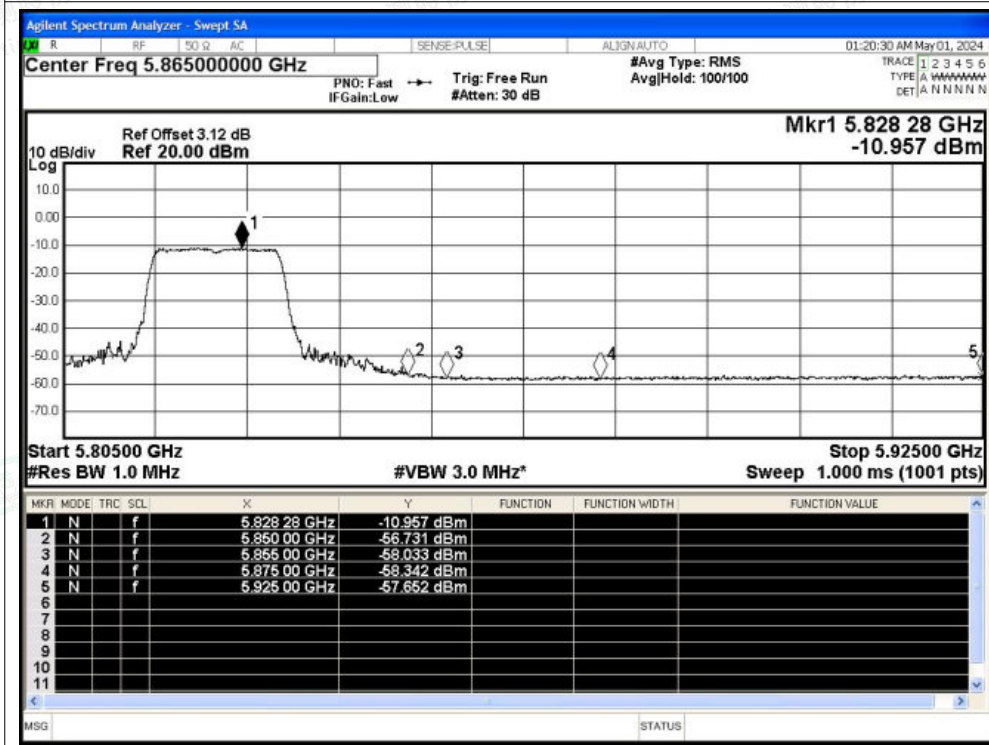 Agilent Spectrum Analyzer - Swept SA
LXI R RF 50 Ω AC SENSE:PULSE ALIGN AUTO 01:20:30 AM May 01, 2024
Center Freq 5.865000000 GHz
PNO: Fast
IFGain:Low
Trig: Free Run
#Atten: 30 dB
#Avg Type: RMS
Avg|Hold: 100/100
TRACE 1 2 3 4 5 6
TYPE A WWWWW
DET A N N N N N
Ref Offset 3.12 dB
10 dB/div Ref 20.00 dBm
Log
Mkr1 5.828 28 GHz
-10.957 dBm
10.0
0.00
-10.0
-20.0
-30.0
-40.0
-50.0
-60.0
-70.0
1
2
3
4
5
Start 5.80500 GHz Stop 5.92500 GHz
#Res BW 1.0 MHz #VBW 3.0 MHz* Sweep 1.000 ms (1001 pts)
MKR MODE TRC SCL X Y FUNCTION FUNCTION WIDTH FUNCTION VALUE
1 N f 5.828 28 GHz -10.957 dBm
2 N f 5.850 00 GHz -56.731 dBm
3 N f 5.855 00 GHz -58.033 dBm
4 N f 5.875 00 GHz -58.342 dBm
5 N f 5.925 00 GHz -57.652 dBm
6
7
8
9
10
11
MSG STATUS